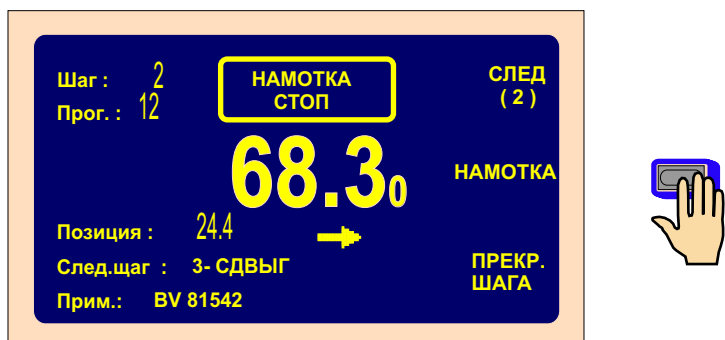 Шаг : 2
Прог. : 12
НАМОТКА
СТОП
СЛЕД
( 2 )
68.30
НАМОТКА
Позиция : 24.4
След.щаг : 3- СДВЫГ
Прим.: BV 81542
ПРЕКР.
ШАГА